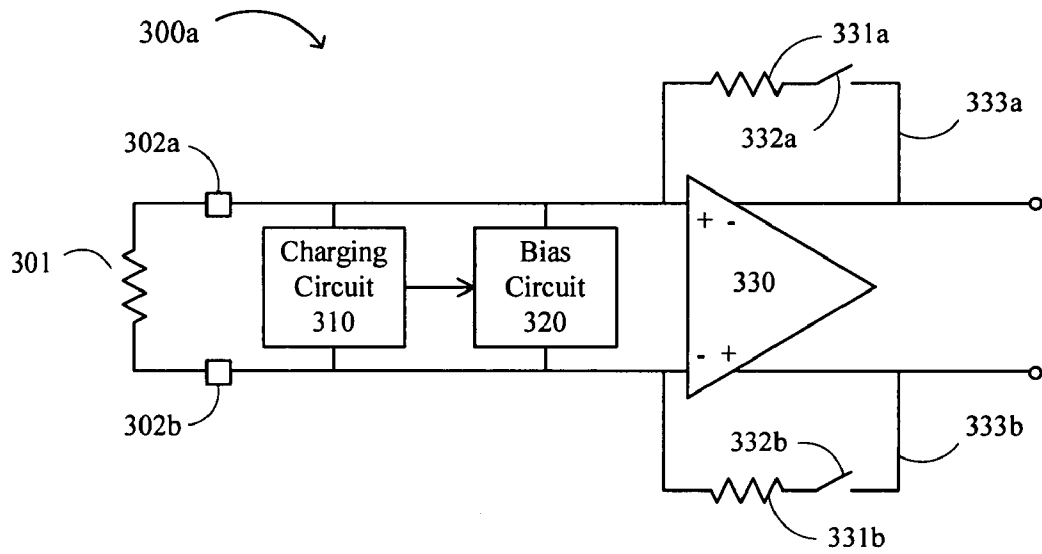 300a
331a
332a
333a
302a
301
Charging
Circuit
310
Bias
Circuit
320
+ -
330
- +
302b
332b
333b
331b